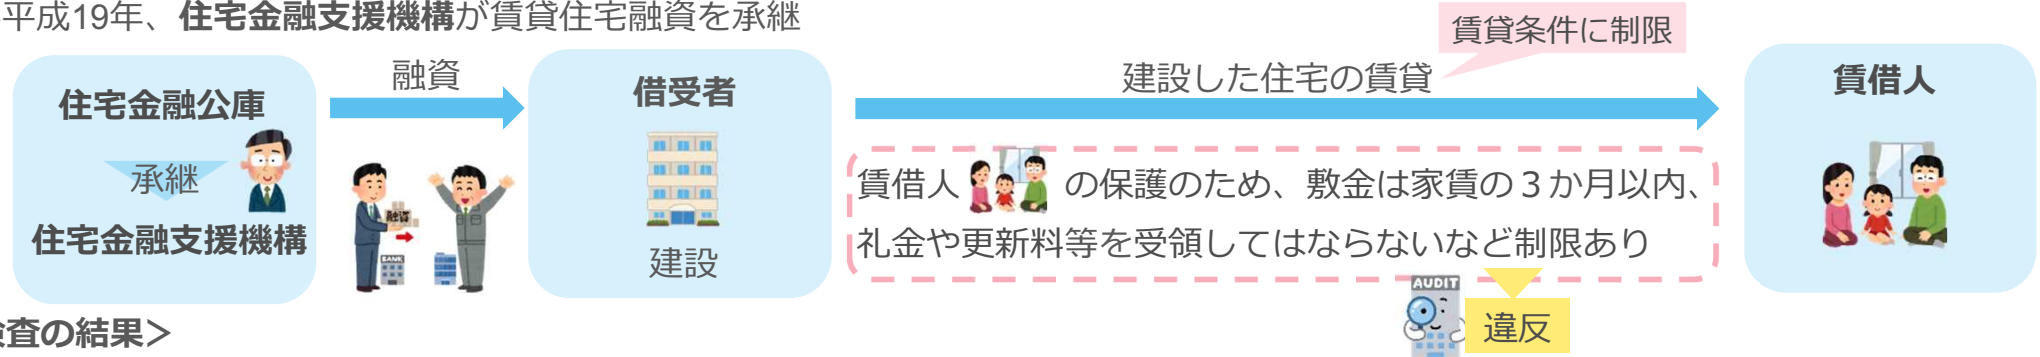 平成19年、住宅金融支援機構が賃貸住宅融資を承継
賃貸条件に制限
住宅金融公庫
承継
住宅金融支援機構
融資
融資
BANK
借受者
建設
建設した住宅の賃貸
賃借人の保護のため、敷金は家賃の３か月以内、
礼金や更新料等を受領してはならないなど制限あり
AUDIT
違反
賃借人
検査の結果＞